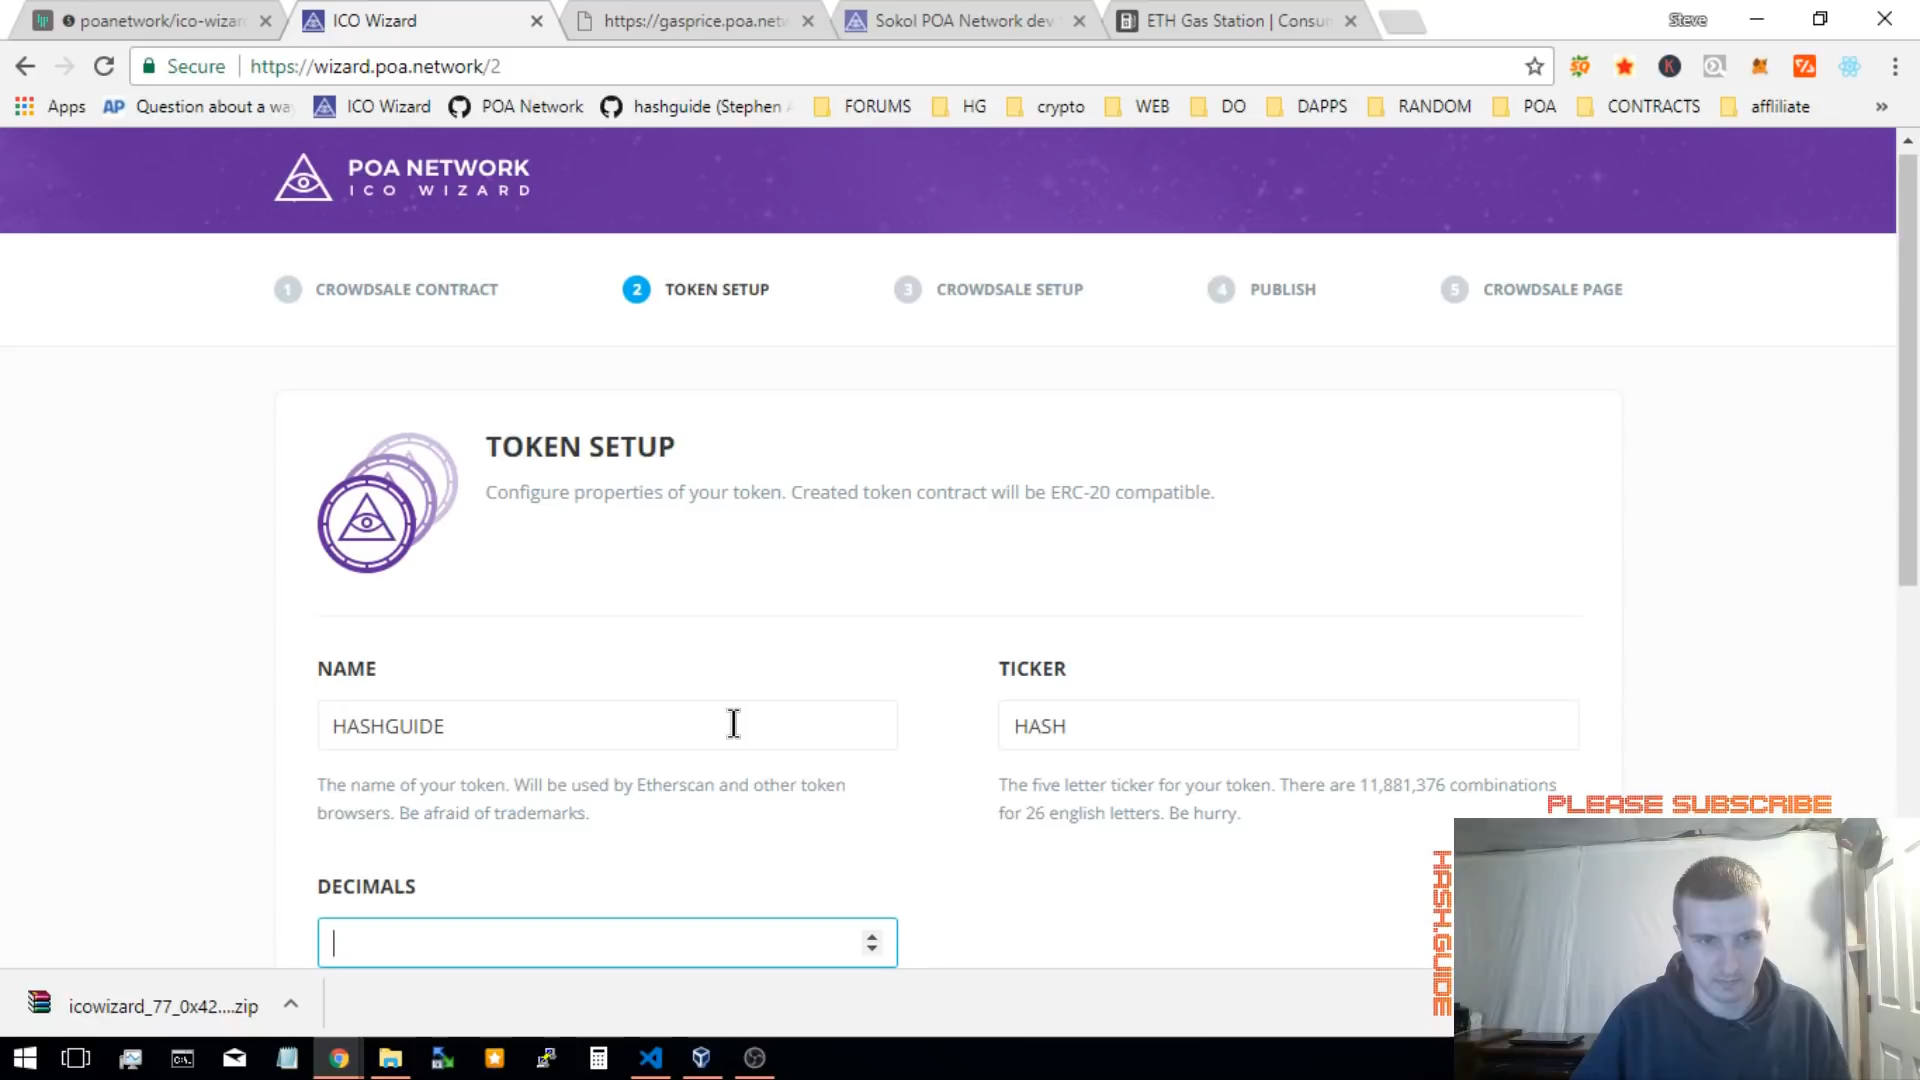 poanetwork/ico-wizar
ICO Wizard
https://gasprice.poa.net
Sokol POA Network dev
ETH Gas Station | Consu
Steve
Secure
https://wizard.poa.network/2
Apps
AP Question about a wa
ICO Wizard
POA Network
hashguide (Stephen
FORUMS
HG
crypto
WEB
DO
DAPPS
RANDOM
POA
CONTRACTS
affliliate
»
POA NETWORK
ICO WIZARD
1 CROWDSALE CONTRACT
2 TOKEN SETUP
3 CROWDSALE SETUP
4 PUBLISH
5 CROWDSALE PAGE
TOKEN SETUP
Configure properties of your token. Created token contract will be ERC-20 compatible.
NAME
HASHGUIDE
The name of your token. Will be used by Etherscan and other token
browsers. Be afraid of trademarks.
TICKER
HASH
The five letter ticker for your token. There are 11,881,376 combinations
for 26 english letters. Be hurry.
DECIMALS
PLEASE SUBSCRIBE
HASH.GUIDE
icowizard_77_0x42....zip